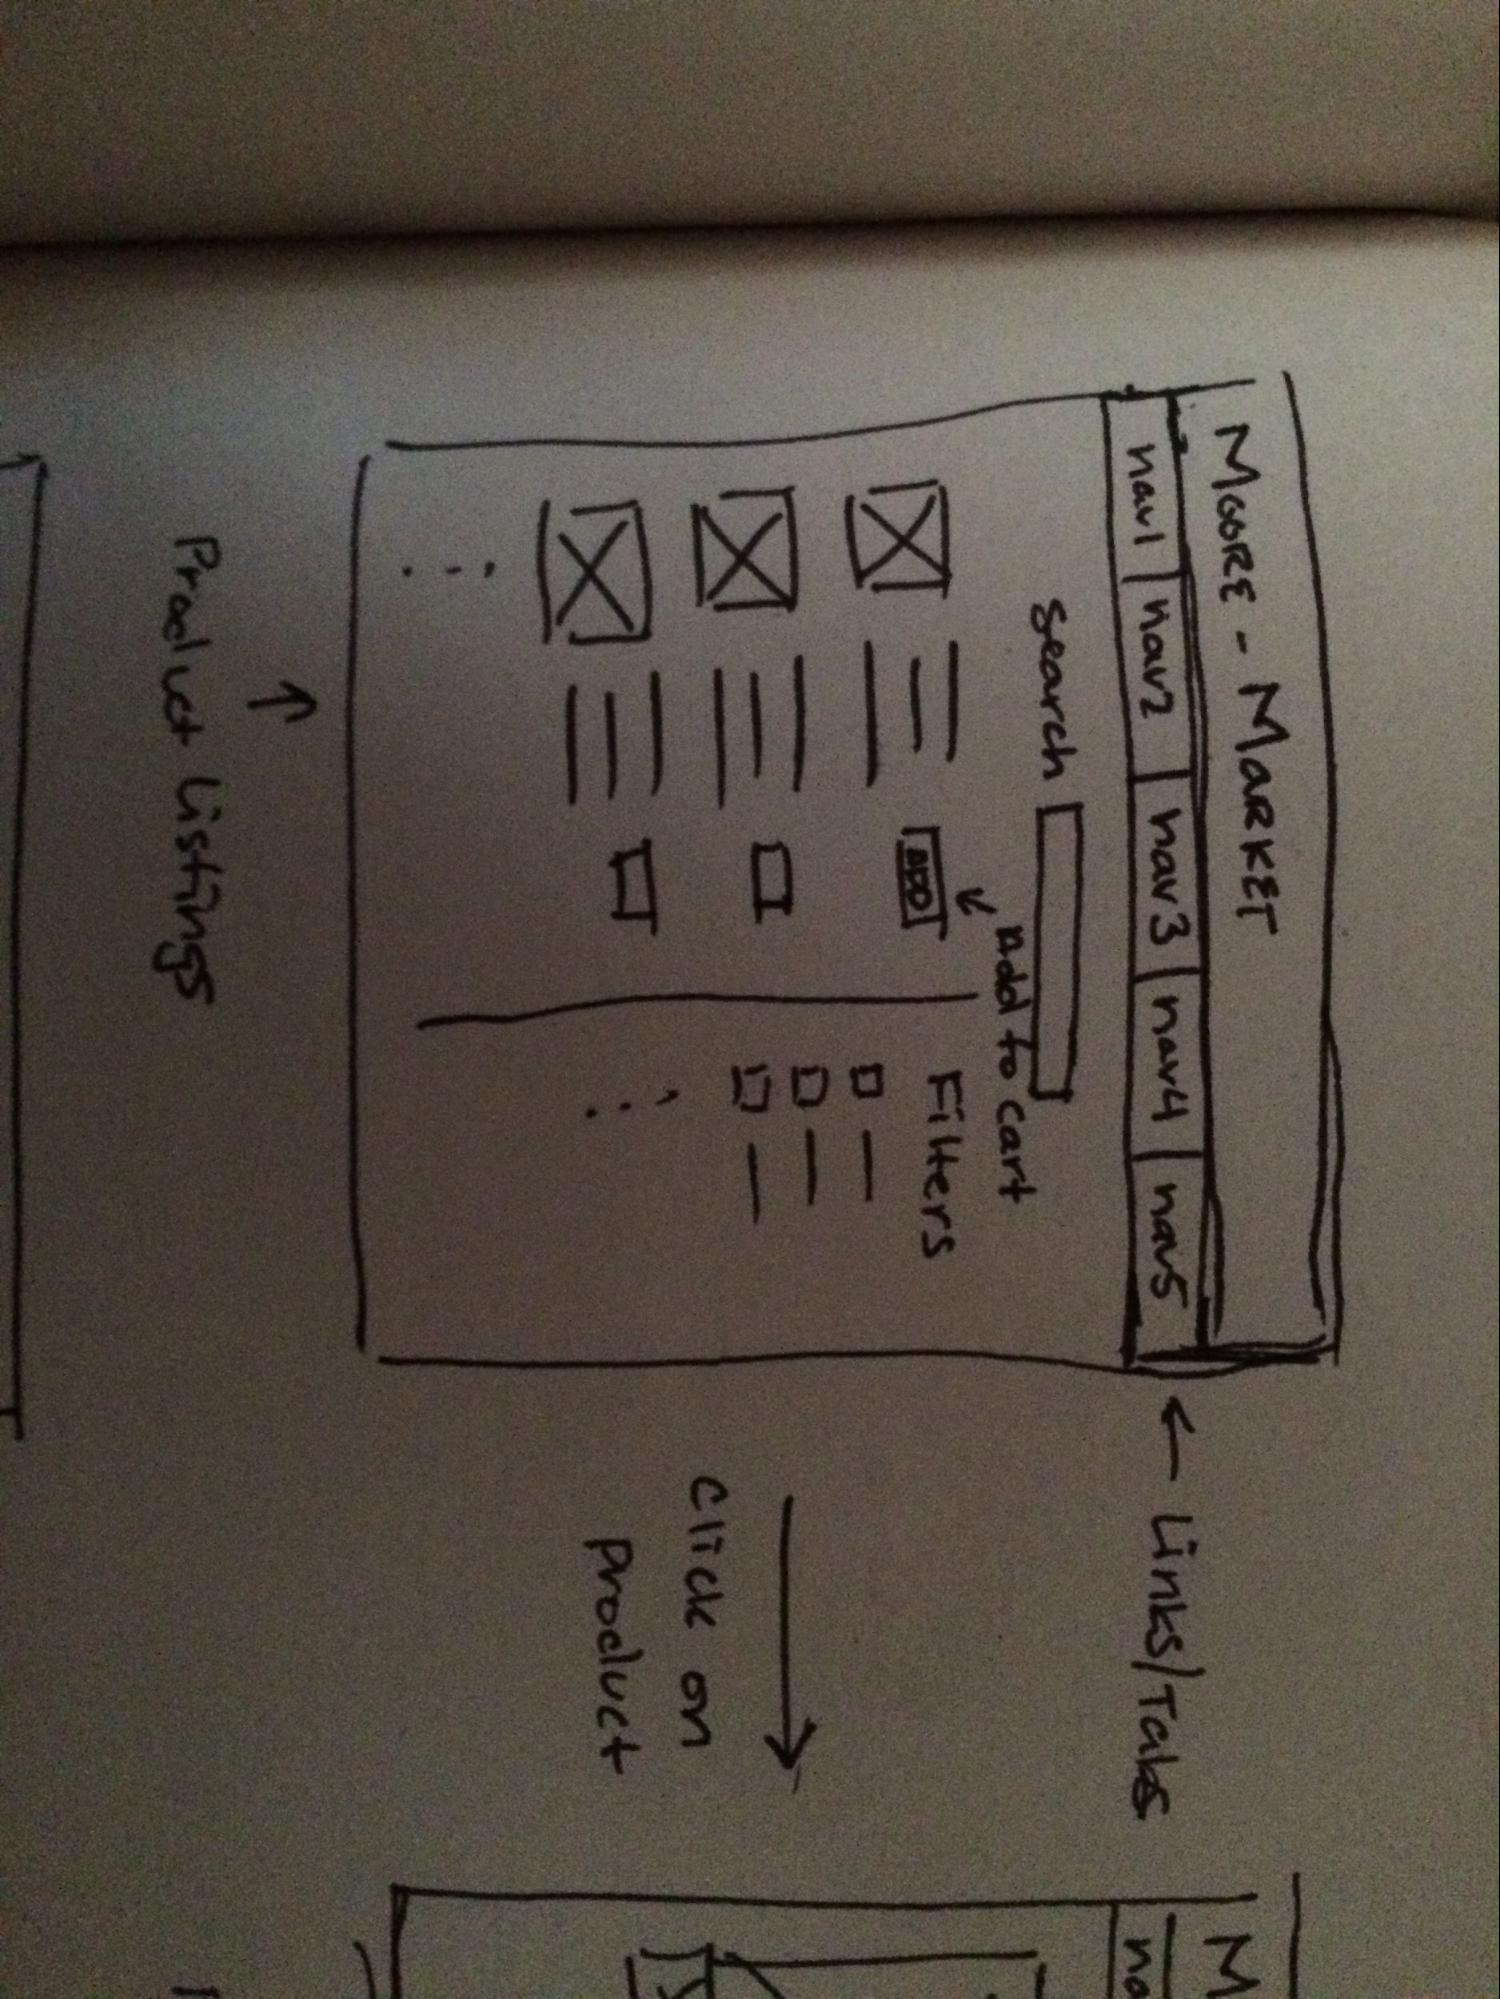 MOORE - MARKET
nav1 nav2 nav3 nav4 nav5
← Links/Tabs
search
add to cart
ADD
Filters
click on
product
Product Listings
M
na